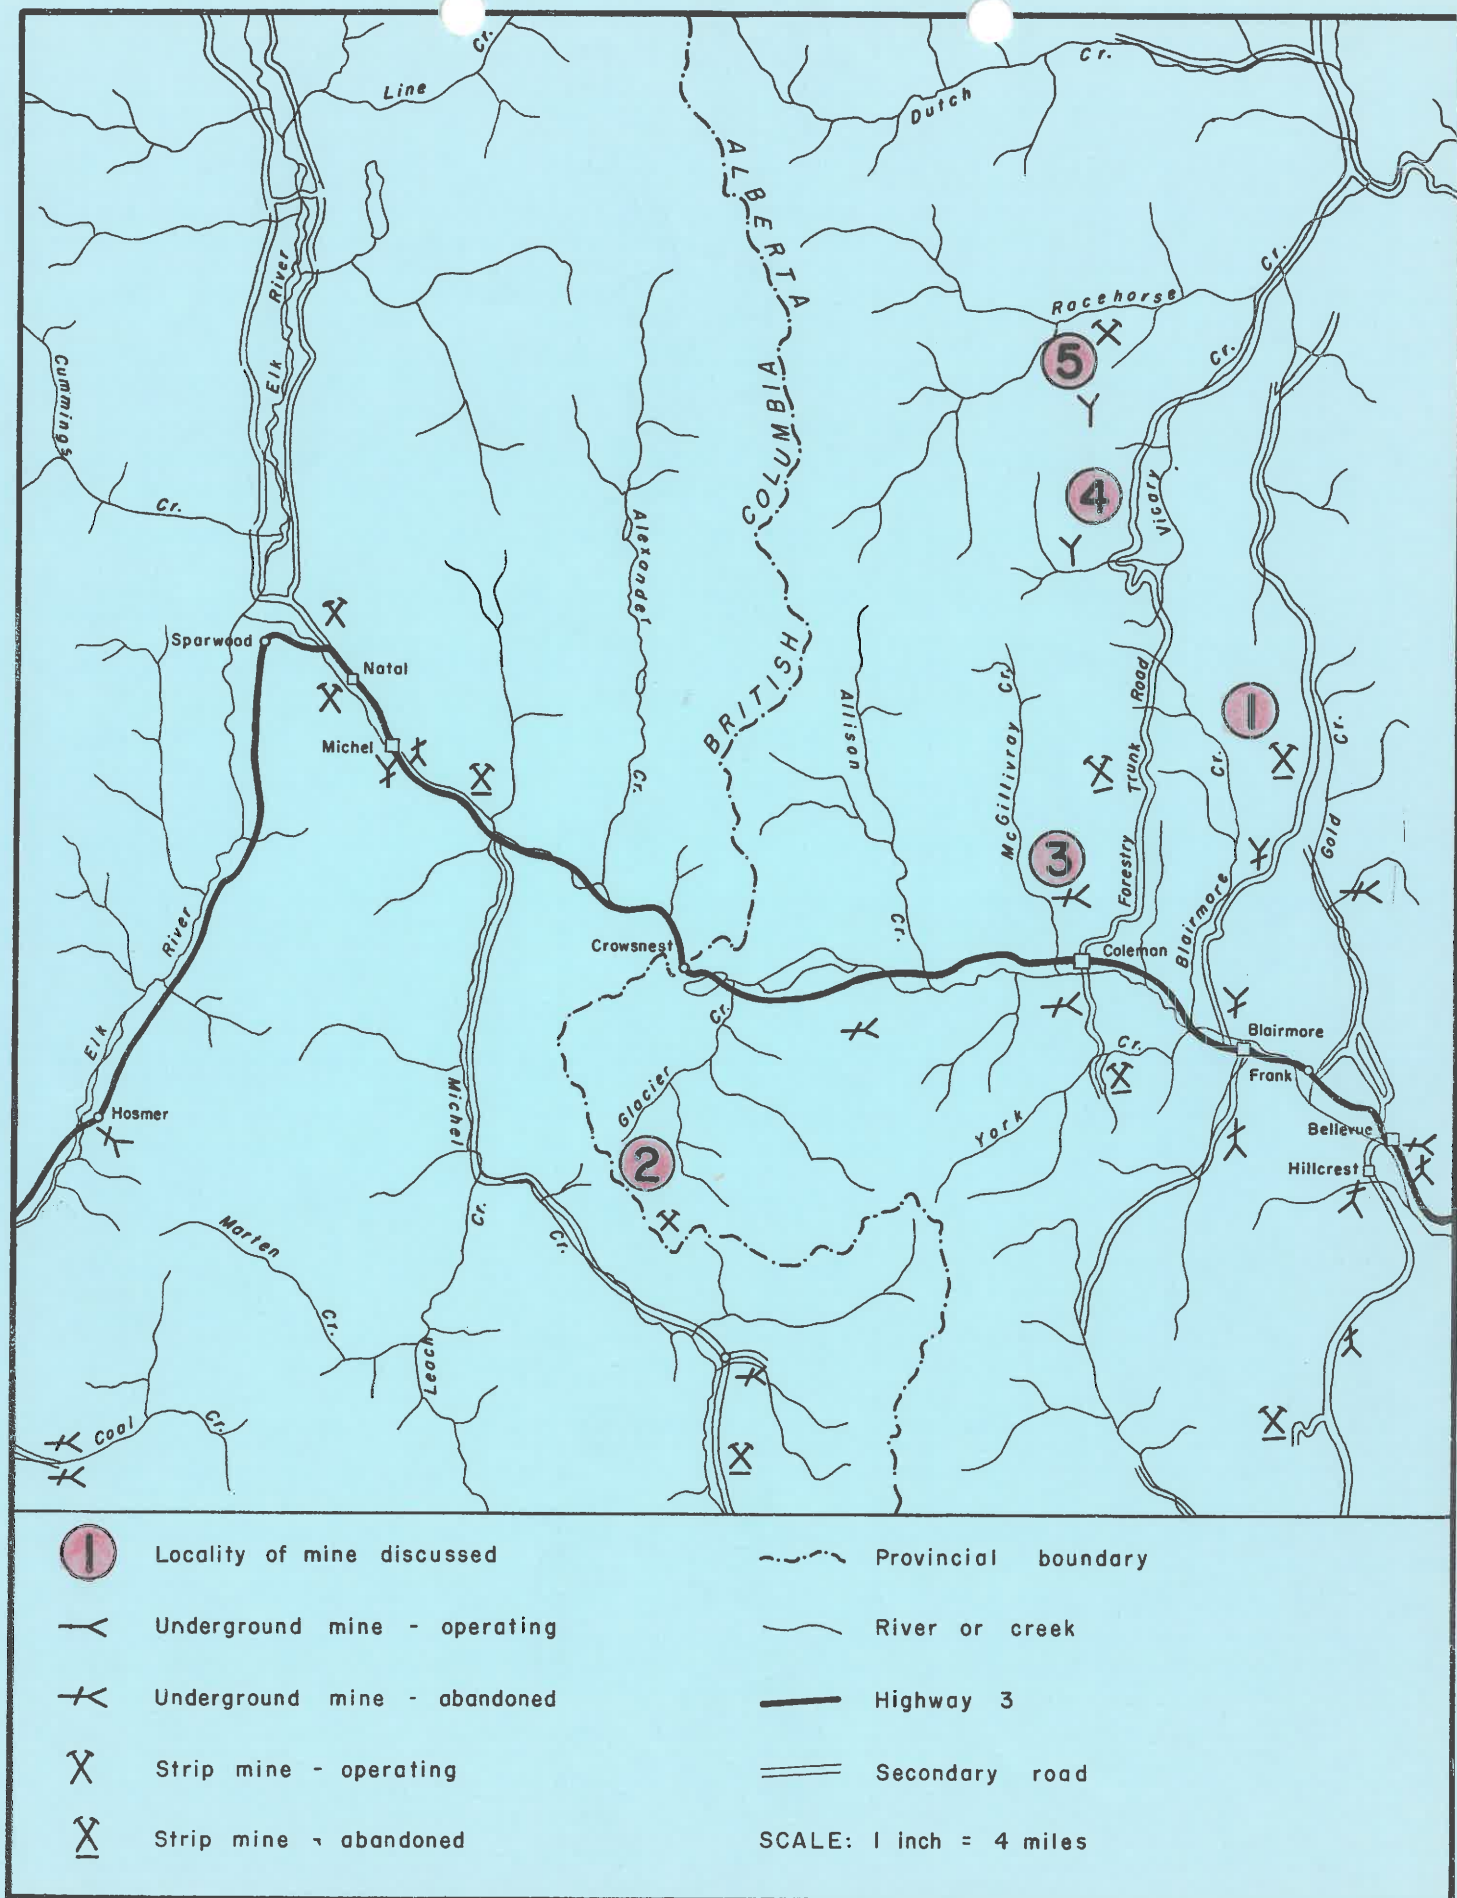 Line
Cr.
Dutch
Cr.
ALBERTA
BRITISH COLUMBIA
Elk River
Elk
Cummings
Cr.
Racehorse
Cr.
5
Cr.
Vicary
4
Alexander
Cr.
Sparwood
Natal
Michel
Allison
Cr.
McGillivray Cr.
Forestry Trunk Road
1
Cr.
Blairmore
Gold
Cr.
3
Crowsnest
Coleman
Elk River
Hosmer
Glacier
Cr.
2
Michel
Cr.
York
Cr.
Blairmore
Frank
Bellevue
Hillcrest
Marten
Cr.
Cr.
Leach
Coal
Cr.
1 Locality of mine discussed
Underground mine - operating
Underground mine - abandoned
Strip mine - operating
Strip mine - abandoned
Provincial boundary
River or creek
Highway 3
Secondary road
SCALE: 1 inch = 4 miles